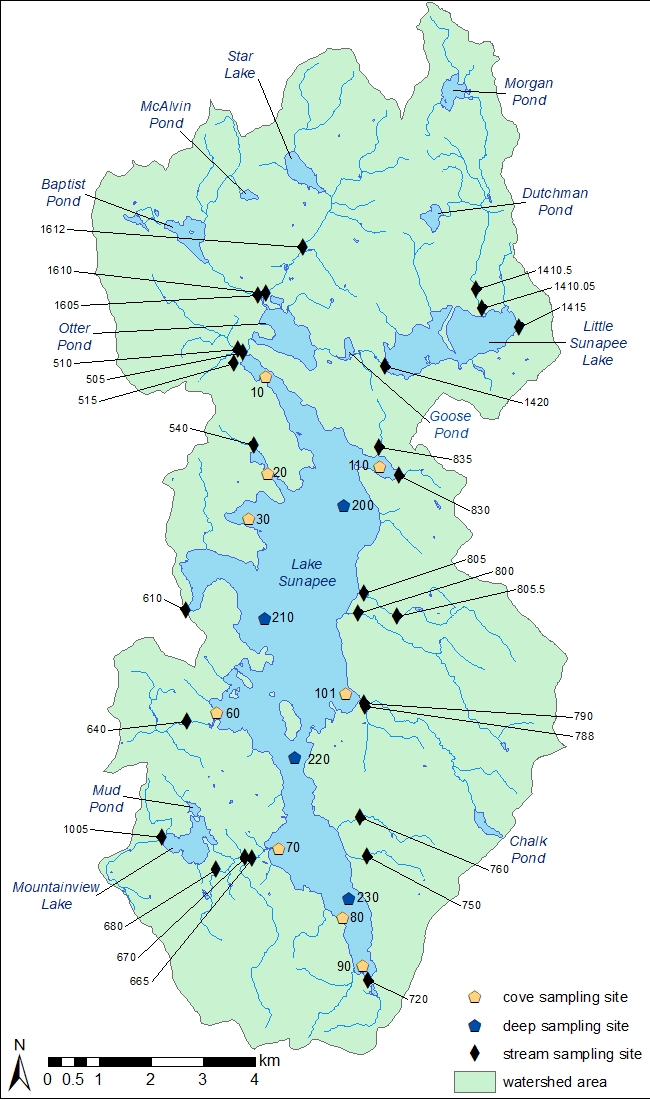 Star
Lake
Morgan
Pond
McAlvin
Pond
Baptist
Pond
Dutchman
Pond
1612
1610
1410.5
1410.05
1605
1415
Otter
Pond
Little
Sunapee
Lake
510
505
515
10
1420
Goose
Pond
540
835
110
20
830
200
30
805
Lake
Sunapee
800
805.5
610
210
101
60
790
640
788
220
Mud
Pond
1005
Chalk
Pond
70
760
Mountainview
Lake
230
750
80
680
670
90
665
720
cove sampling site
deep sampling site
stream sampling site
watershed area
N
km
0 0.5 1 2 3 4